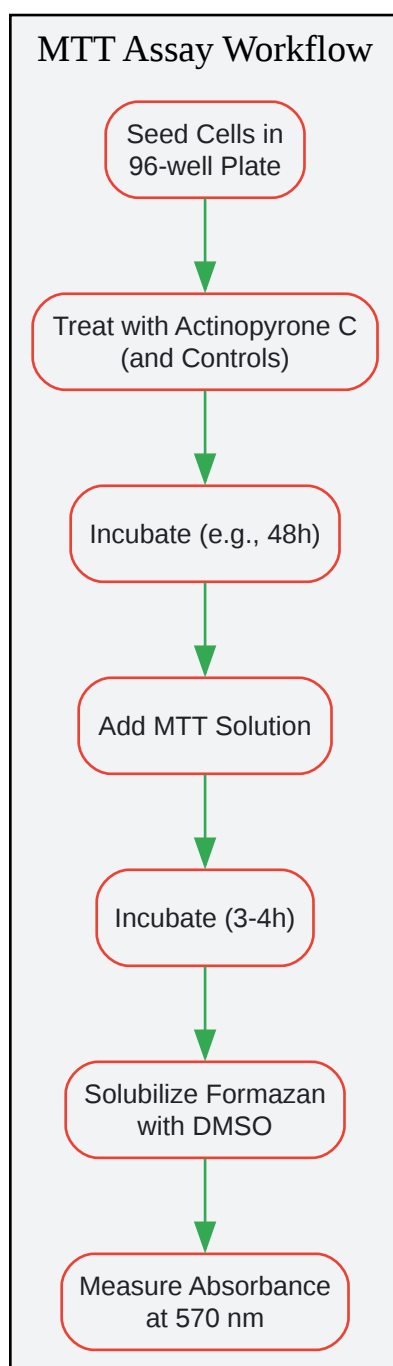 MTT Assay Workflow
Seed Cells in
96-well Plate
Treat with Actinopyrone C
(and Controls)
Incubate (e.g., 48h)
Add MTT Solution
Incubate (3-4h)
Solubilize Formazan
with DMSO
Measure Absorbance
at 570 nm